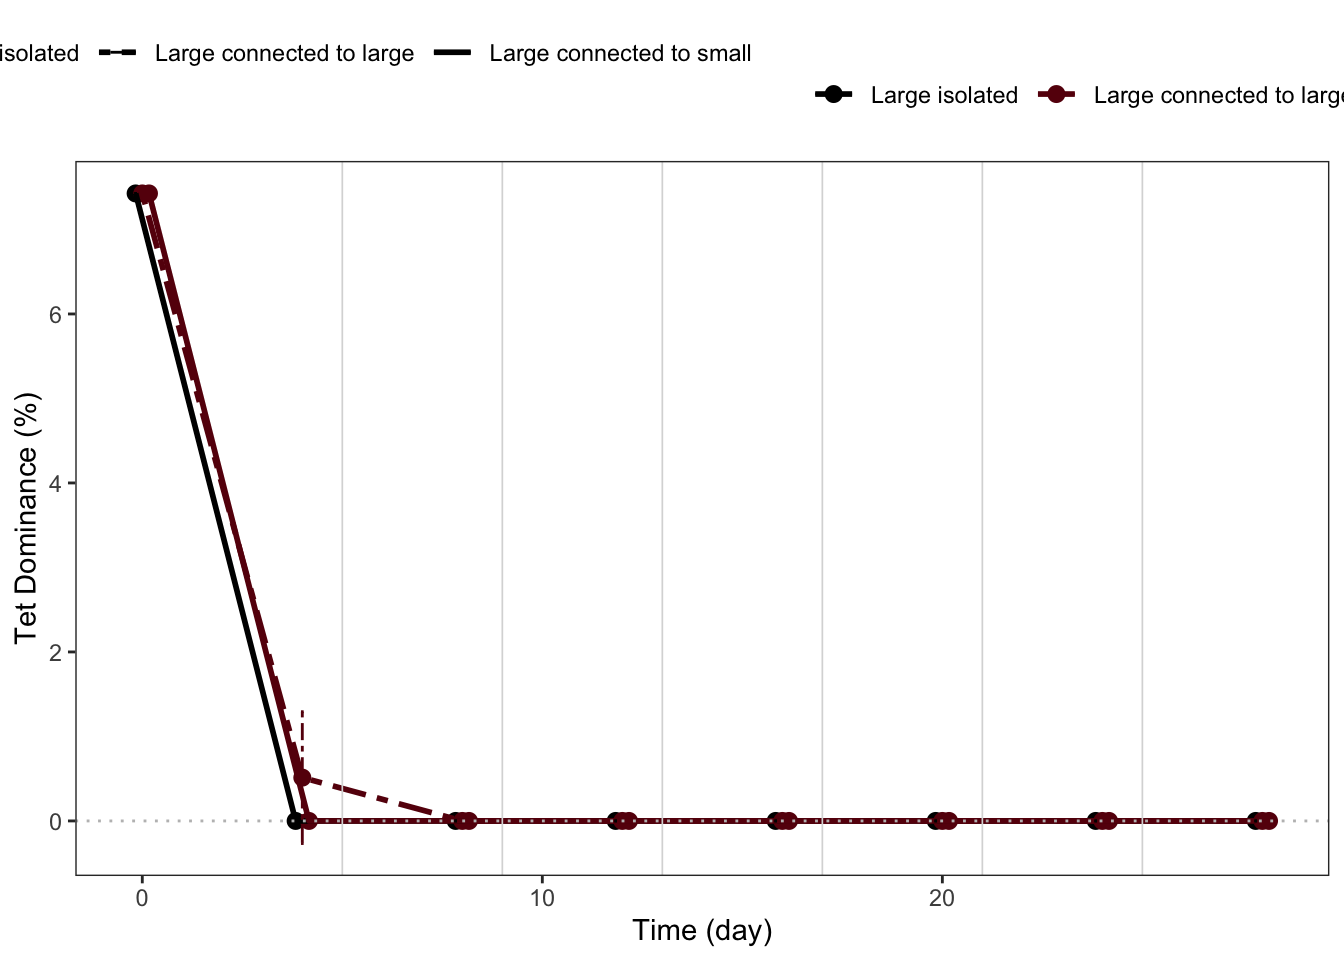 isolated Large connected to large Large connected to small
Large isolated Large connected to large
6
4
2
0
Tet Dominance (%)
0 10 20
Time (day)